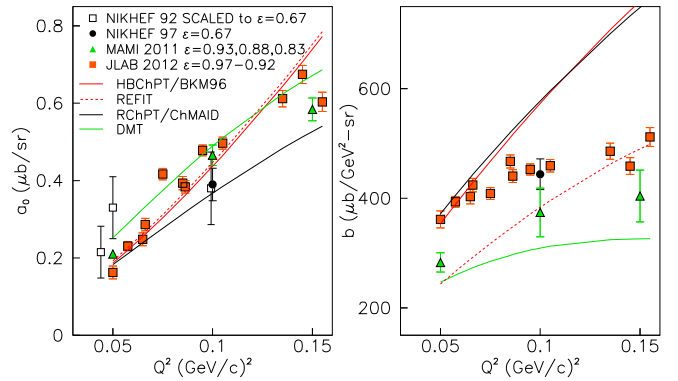 NIKHEF 92 SCALED to ε=0.67
NIKHEF 97 ε=0.67
MAMI 2011 ε=0.93,0.88,0.83
JLAB 2012 ε=0.97−0.92
HBChPT/BKM96
REFIT
RChPT/ChMAID
DMT
a₀ (μb/sr)
0.8
0.6
0.4
0.2
0
0.05
0.1
0.15
Q² (GeV/c)²
b (μb/GeV²−sr)
600
400
200
0.05
0.1
0.15
Q² (GeV/c)²